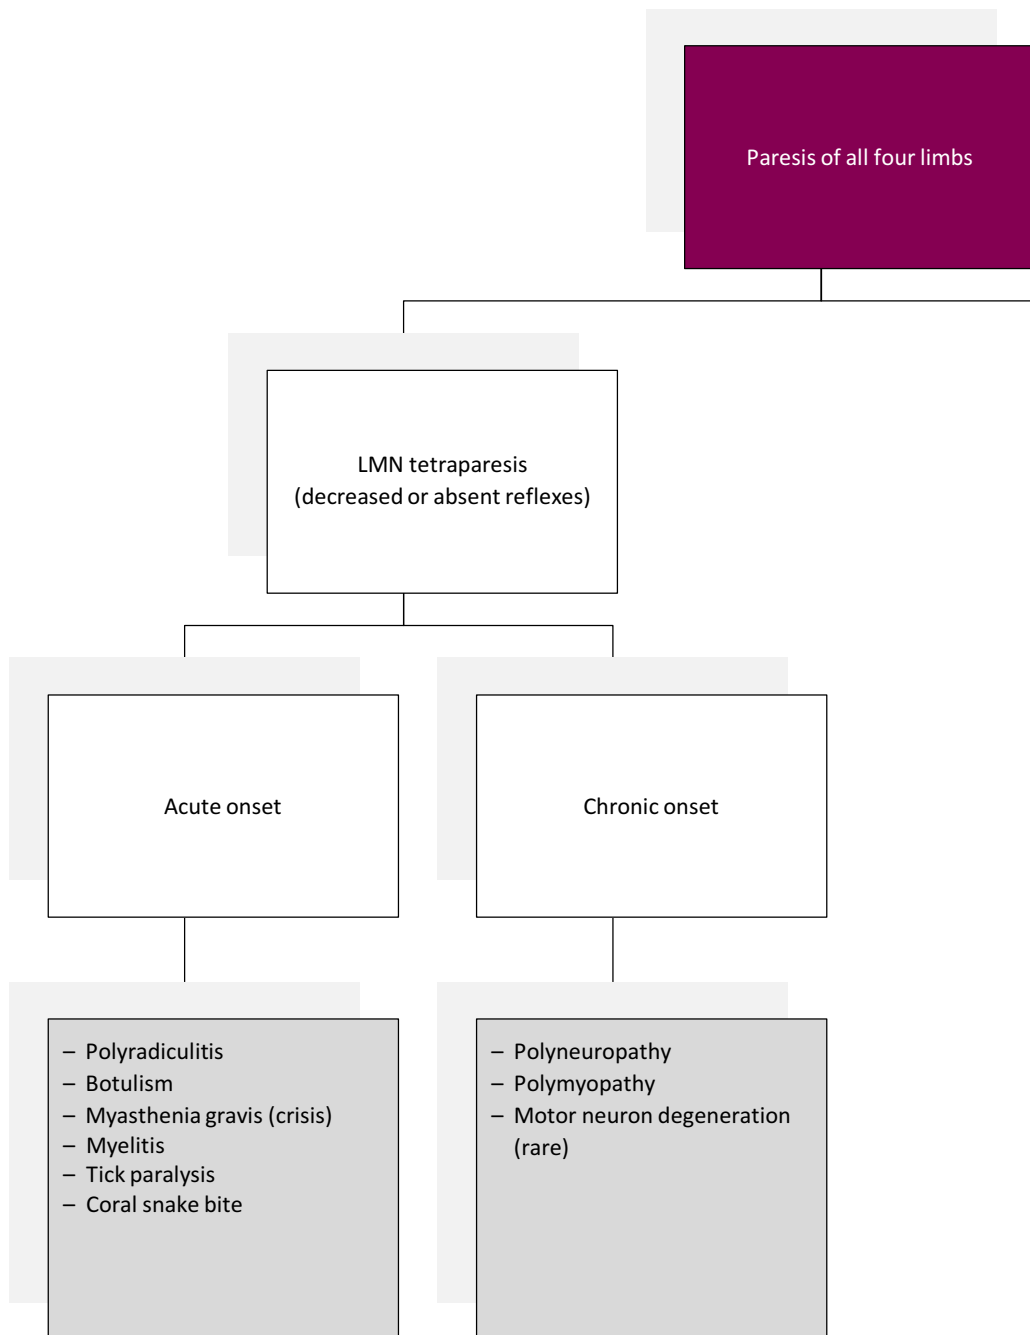 Paresis of all four limbs
LMN tetraparesis
(decreased or absent reflexes)
Acute onset
Chronic onset
– Polyradiculitis
– Botulism
– Myasthenia gravis (crisis)
– Myelitis
– Tick paralysis
– Coral snake bite
– Polyneuropathy
– Polymyopathy
– Motor neuron degeneration
(rare)